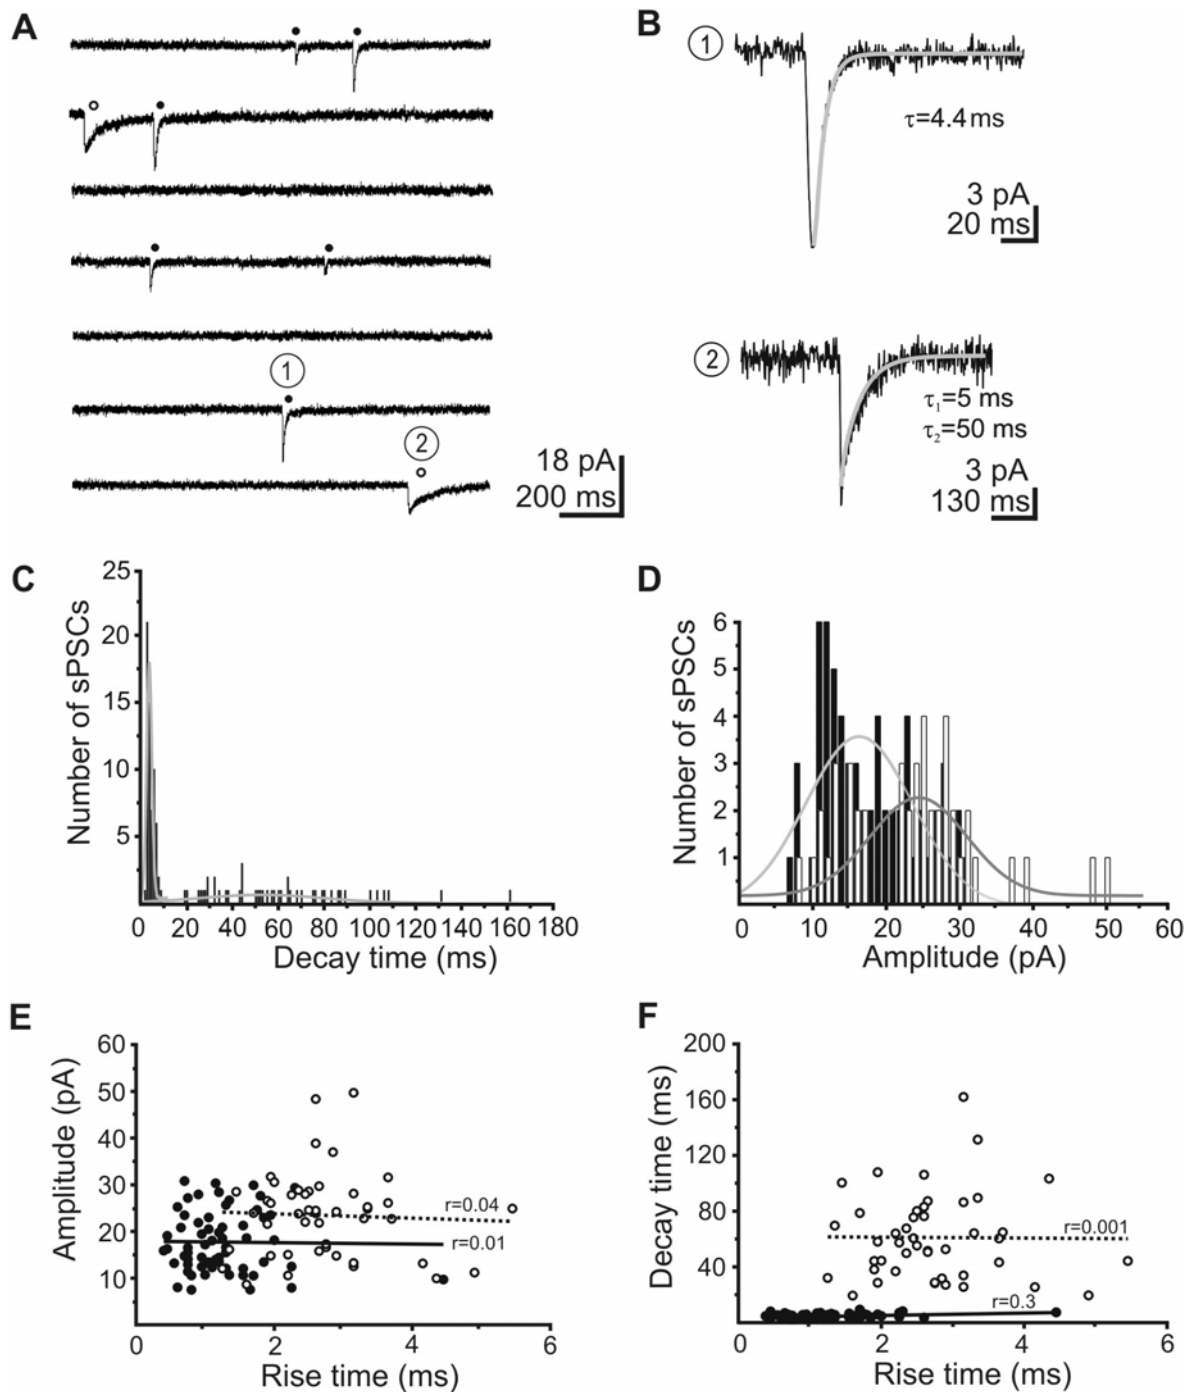 A
1
2
18 pA
200 ms
B
1
τ=4.4 ms
3 pA
20 ms
2
τ₁=5 ms
τ₂=50 ms
3 pA
130 ms
C
25
20
15
10
5
0 20 40 60 80 100 120 140 160 180
Number of sPSCs
Decay time (ms)
D
6
5
4
3
2
1
0 10 20 30 40 50 60
Number of sPSCs
Amplitude (pA)
E
60
50
40
30
20
10
r=0.04
r=0.01
0 2 4 6
Amplitude (pA)
Rise time (ms)
F
200
160
120
80
40
r=0.001
r=0.3
0 2 4 6
Decay time (ms)
Rise time (ms)